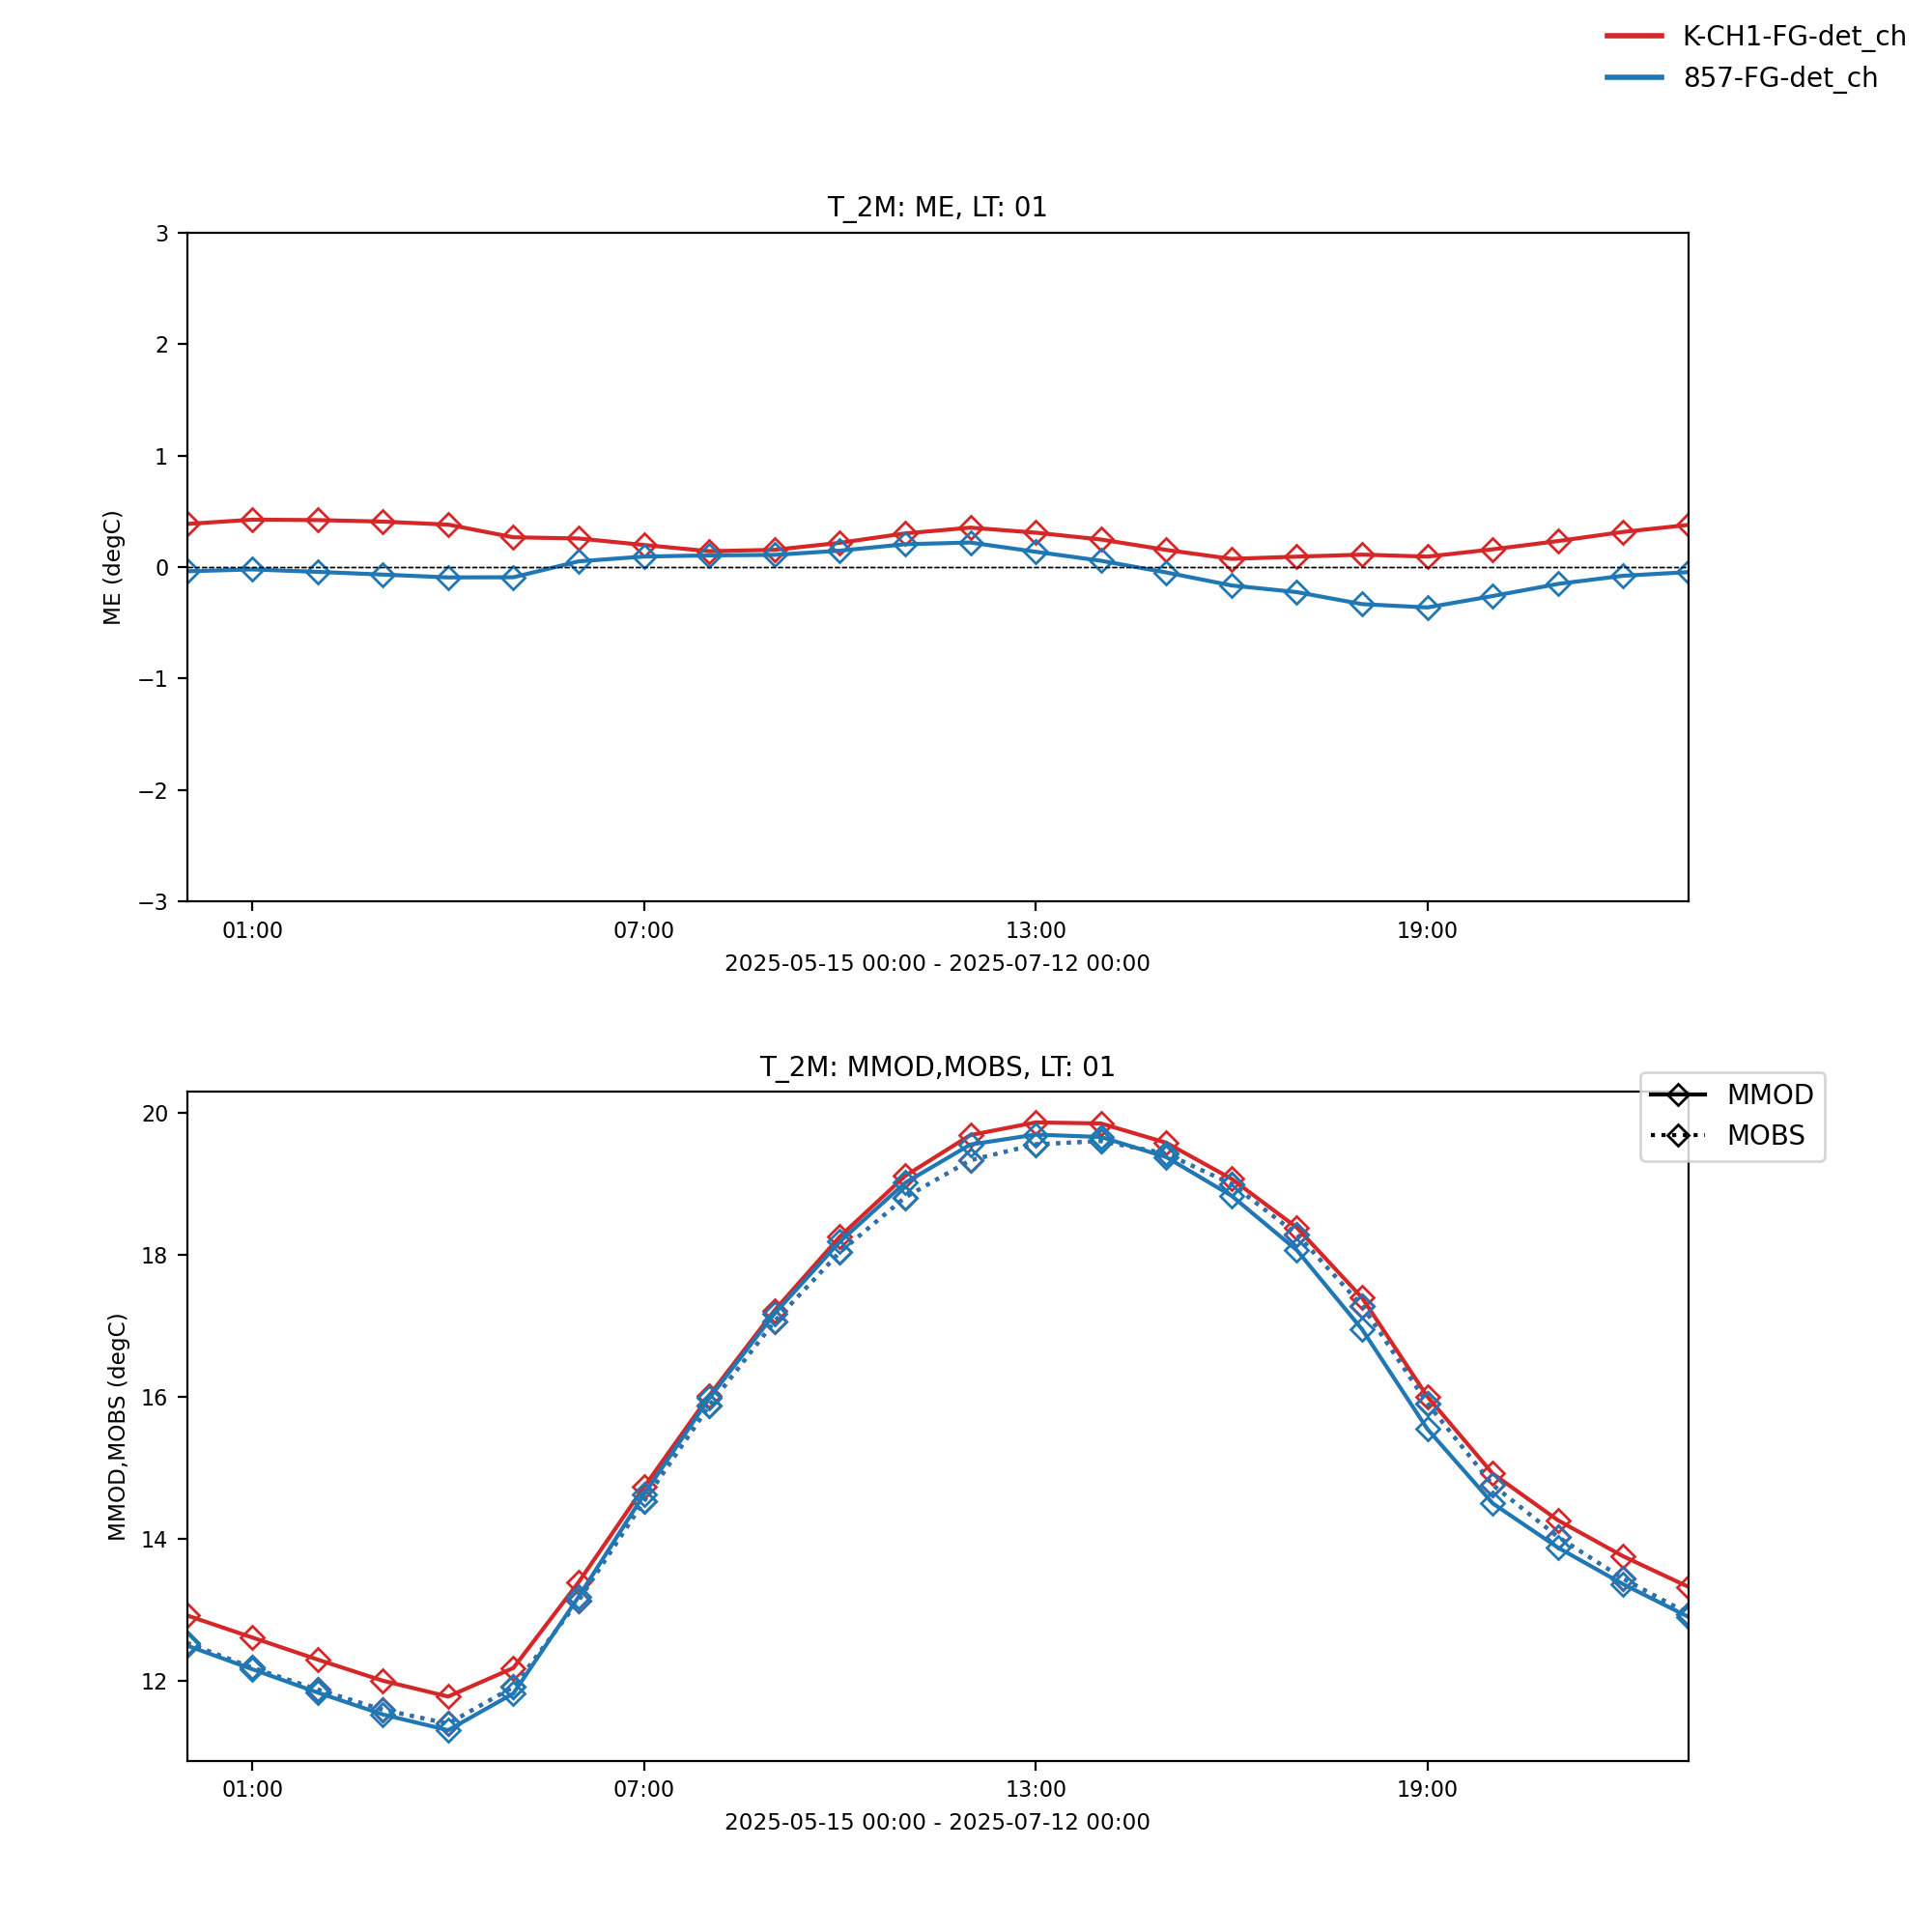 K-CH1-FG-det_ch
857-FG-det_ch
T_2M: ME, LT: 01
3
2
1
0
−1
−2
−3
ME (degC)
01:00 07:00 13:00 19:00
2025-05-15 00:00 - 2025-07-12 00:00
T_2M: MMOD,MOBS, LT: 01
MMOD
MOBS
20
18
16
14
12
MMOD,MOBS (degC)
01:00 07:00 13:00 19:00
2025-05-15 00:00 - 2025-07-12 00:00